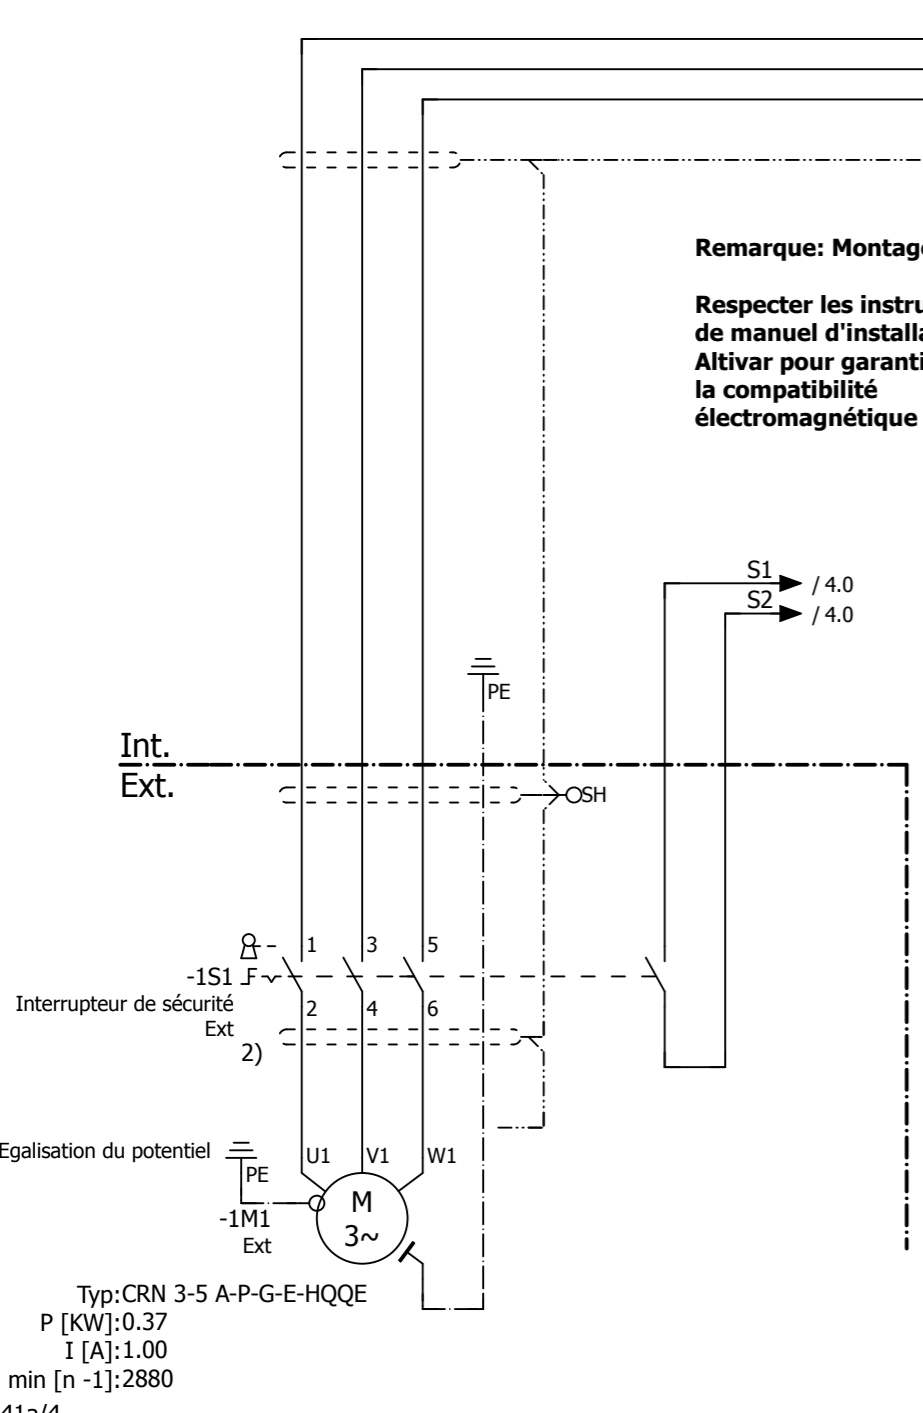 Remarque: Montage
Respecter les instru
de manuel d'installa
Altivar pour garanti
la compatibilité
électromagnétique
S1
/ 4.0
S2
/ 4.0
PE
Int.
Ext.
SH
1 3 5
-1S1
Interrupteur de sécurité
Ext
2 4 6
2)
Egalisation du potentiel
PE
U1 V1 W1
-1M1
Ext
M
3~
Typ:CRN 3-5 A-P-G-E-HQQE
P [KW]:0.37
I [A]:1.00
min [n -1]:2880